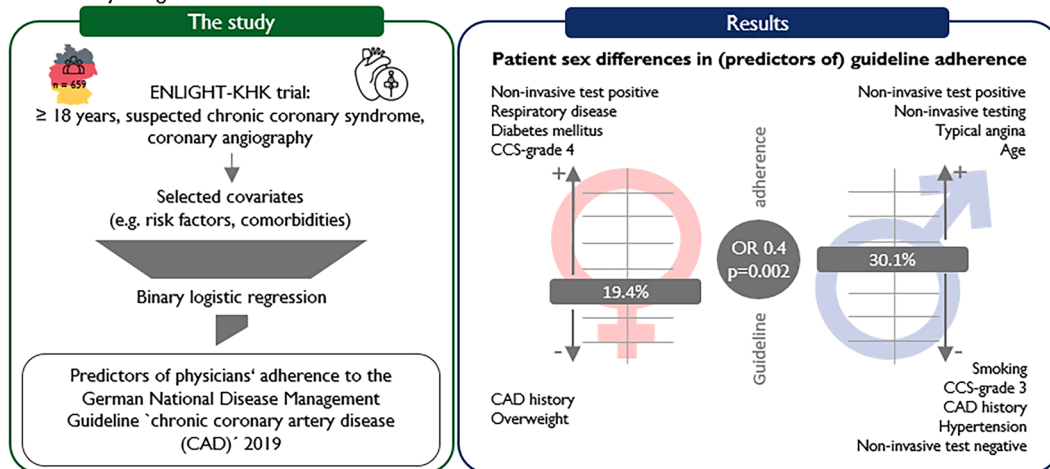 The study
n = 659
ENLIGHT-KHK trial:
≥ 18 years, suspected chronic coronary syndrome,
coronary angiography
Selected covariates
(e.g. risk factors, comorbidities)
Binary logistic regression
Predictors of physicians‘ adherence to the
German National Disease Management
Guideline `chronic coronary artery disease
(CAD)´ 2019
Results
Patient sex differences in (predictors of) guideline adherence
Non-invasive test positive
Respiratory disease
Diabetes mellitus
CCS-grade 4
+
19.4%
-
CAD history
Overweight
Guideline adherence
OR 0.4
p=0.002
Non-invasive test positive
Non-invasive testing
Typical angina
Age
+
30.1%
-
Smoking
CCS-grade 3
CAD history
Hypertension
Non-invasive test negative